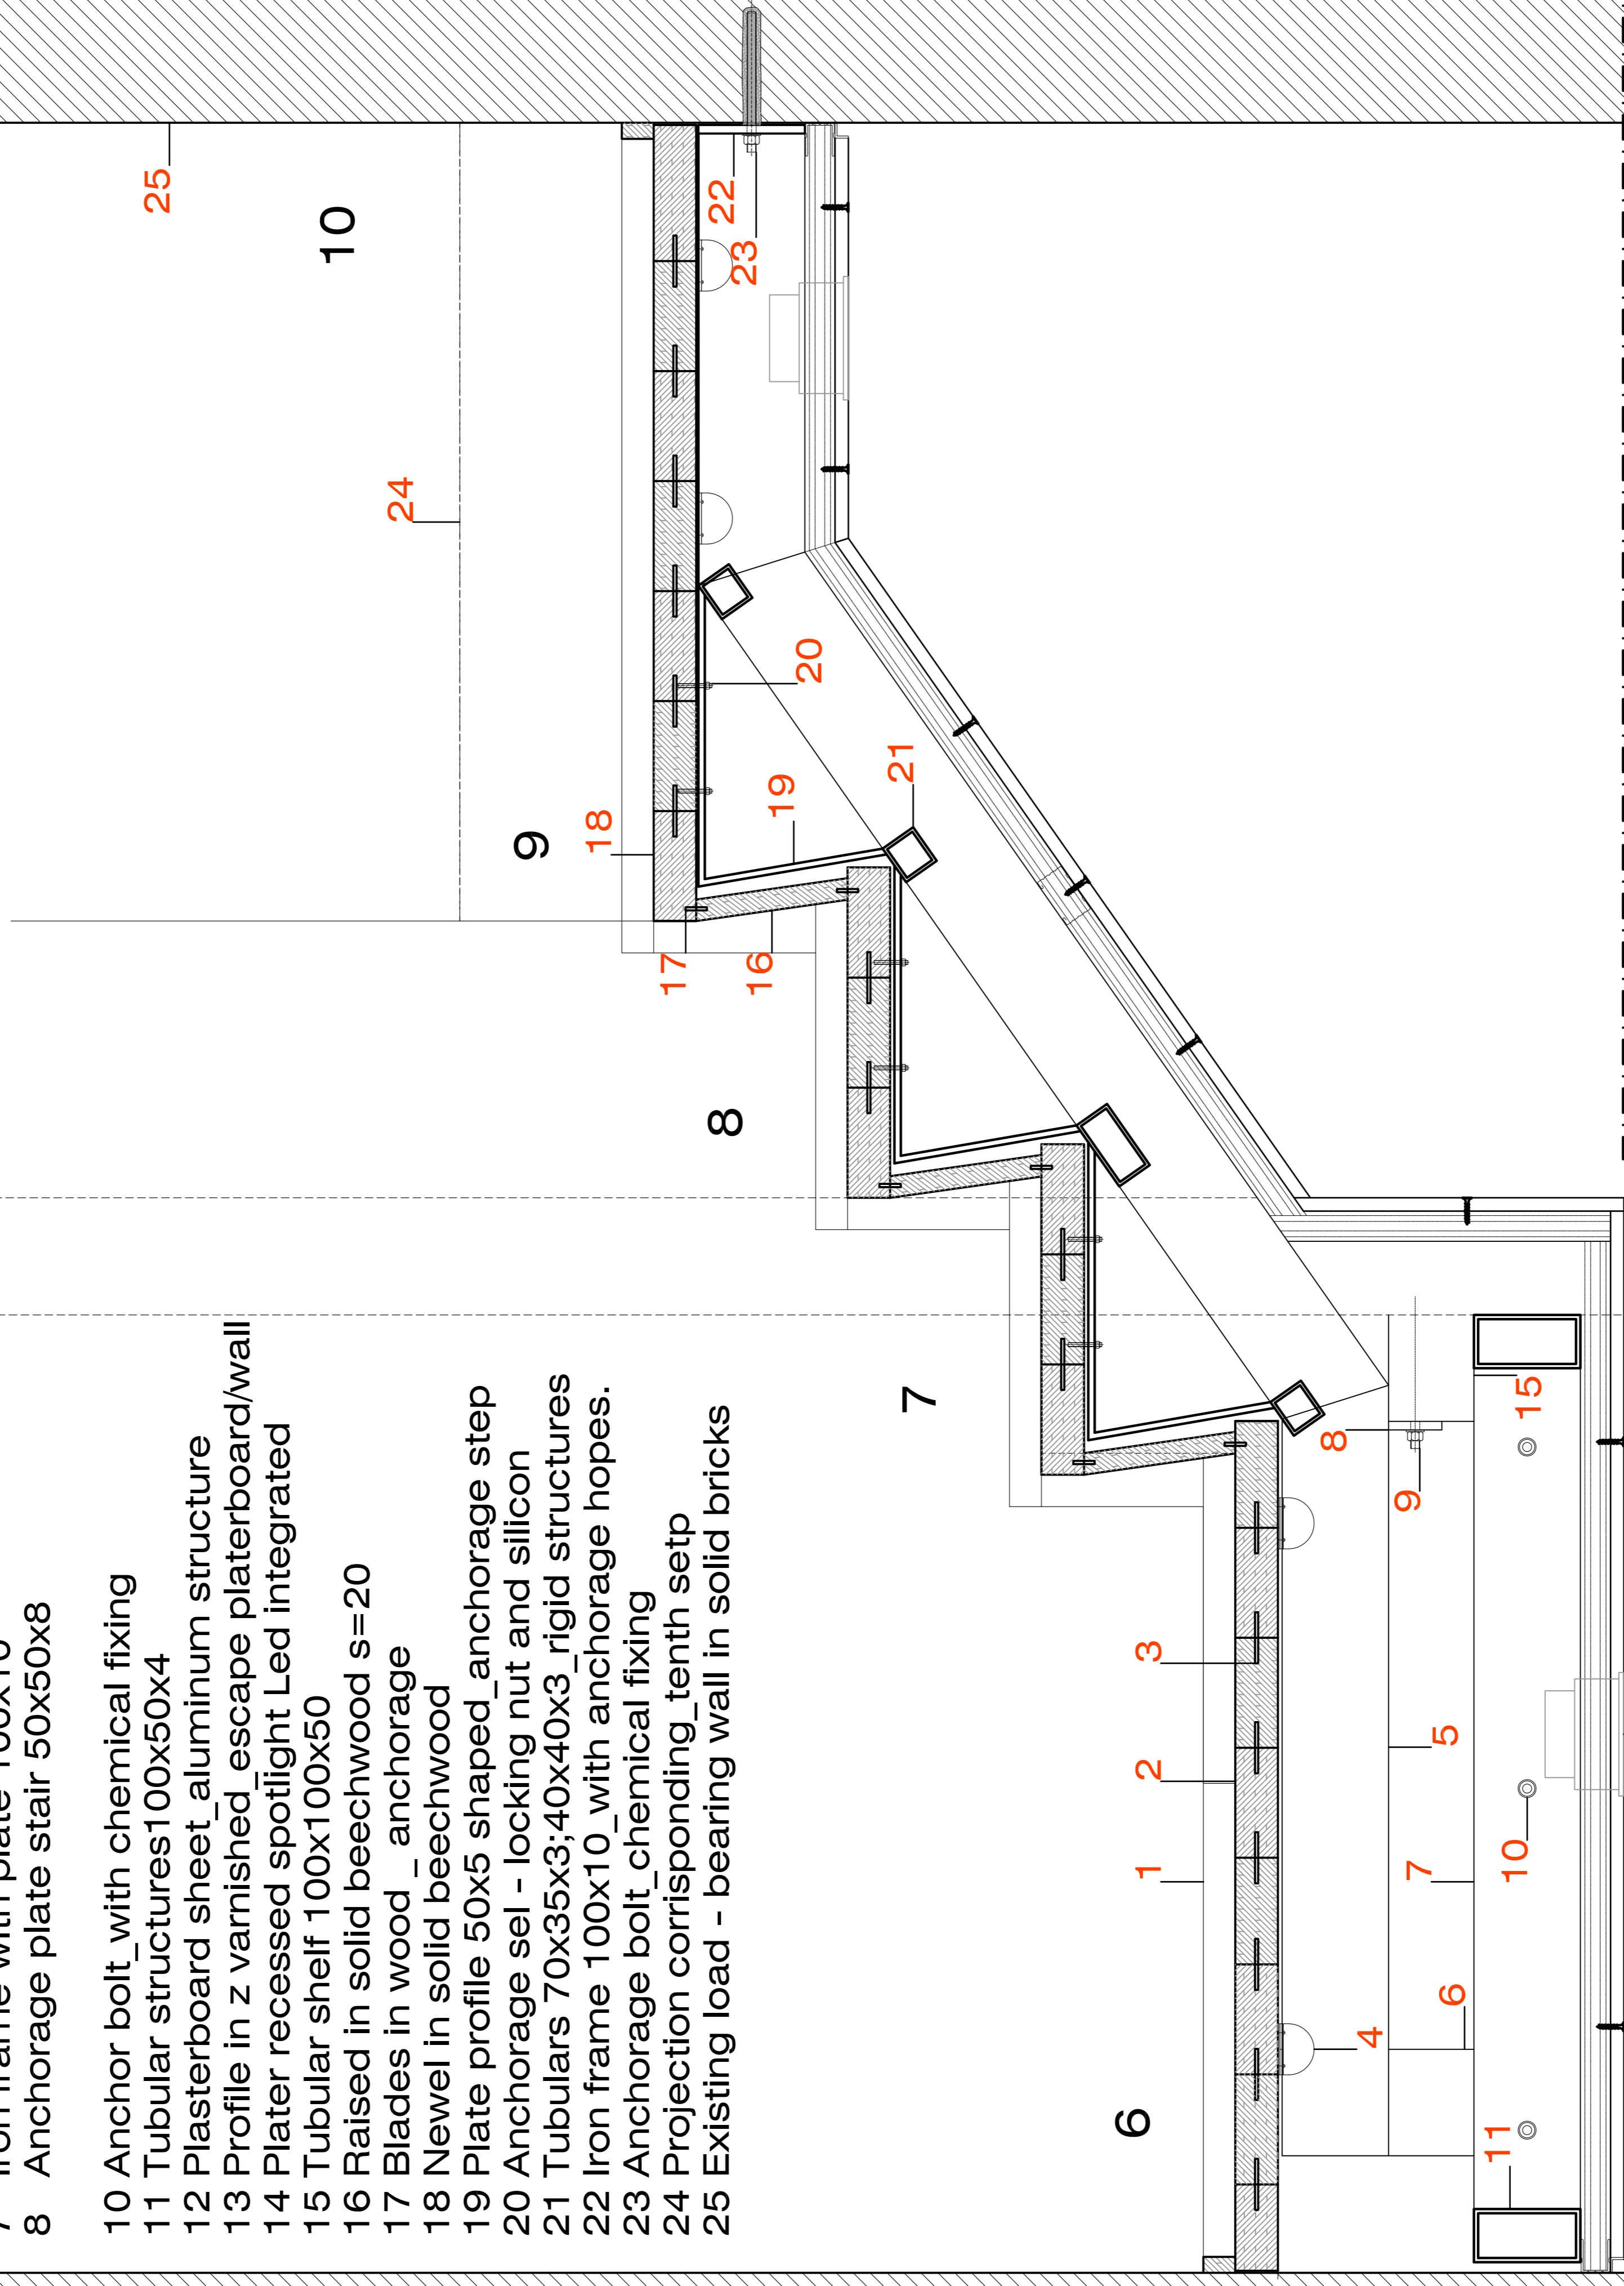 7 Iron frame with plate 100x10
8 Anchorage plate stair 50x50x8
10 Anchor bolt_with chemical fixing
11 Tubular structures100x50x4
12 Plasterboard sheet_aluminum structure
13 Profile in z varnished_escape platerboard/wall
14 Plater recessed spotlight Led integrated
15 Tubular shelf 100x100x50
16 Raised in solid beechwood s=20
17 Blades in wood _ anchorage
18 Newel in solid beechwood
19 Plate profile 50x5 shaped_anchorage step
20 Anchorage sel - locking nut and silicon
21 Tubulars 70x35x3;40x40x3_rigid structures
22 Iron frame 100x10_with anchorage hopes.
23 Anchorage bolt_chemical fixing
24 Projection corrisponding_tenth setp
25 Existing load - bearing wall in solid bricks
25
10
24
9
18
17
22
8
23
16
19
20
21
7
6
1
2
3
8
4
9
7
5
6
11
10
15